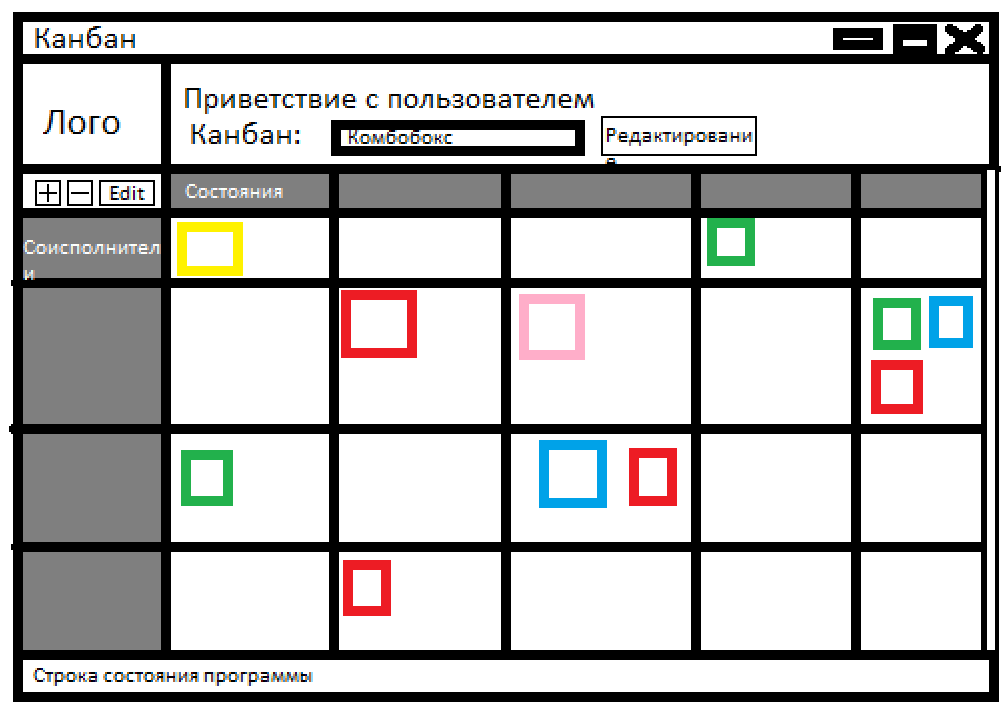 Канбан
Лого
Приветствие с пользователем
Канбан:
Комбобокс
Редактировани
е
Edit
Состояния
Соисполнител
и
Строка состояния программы